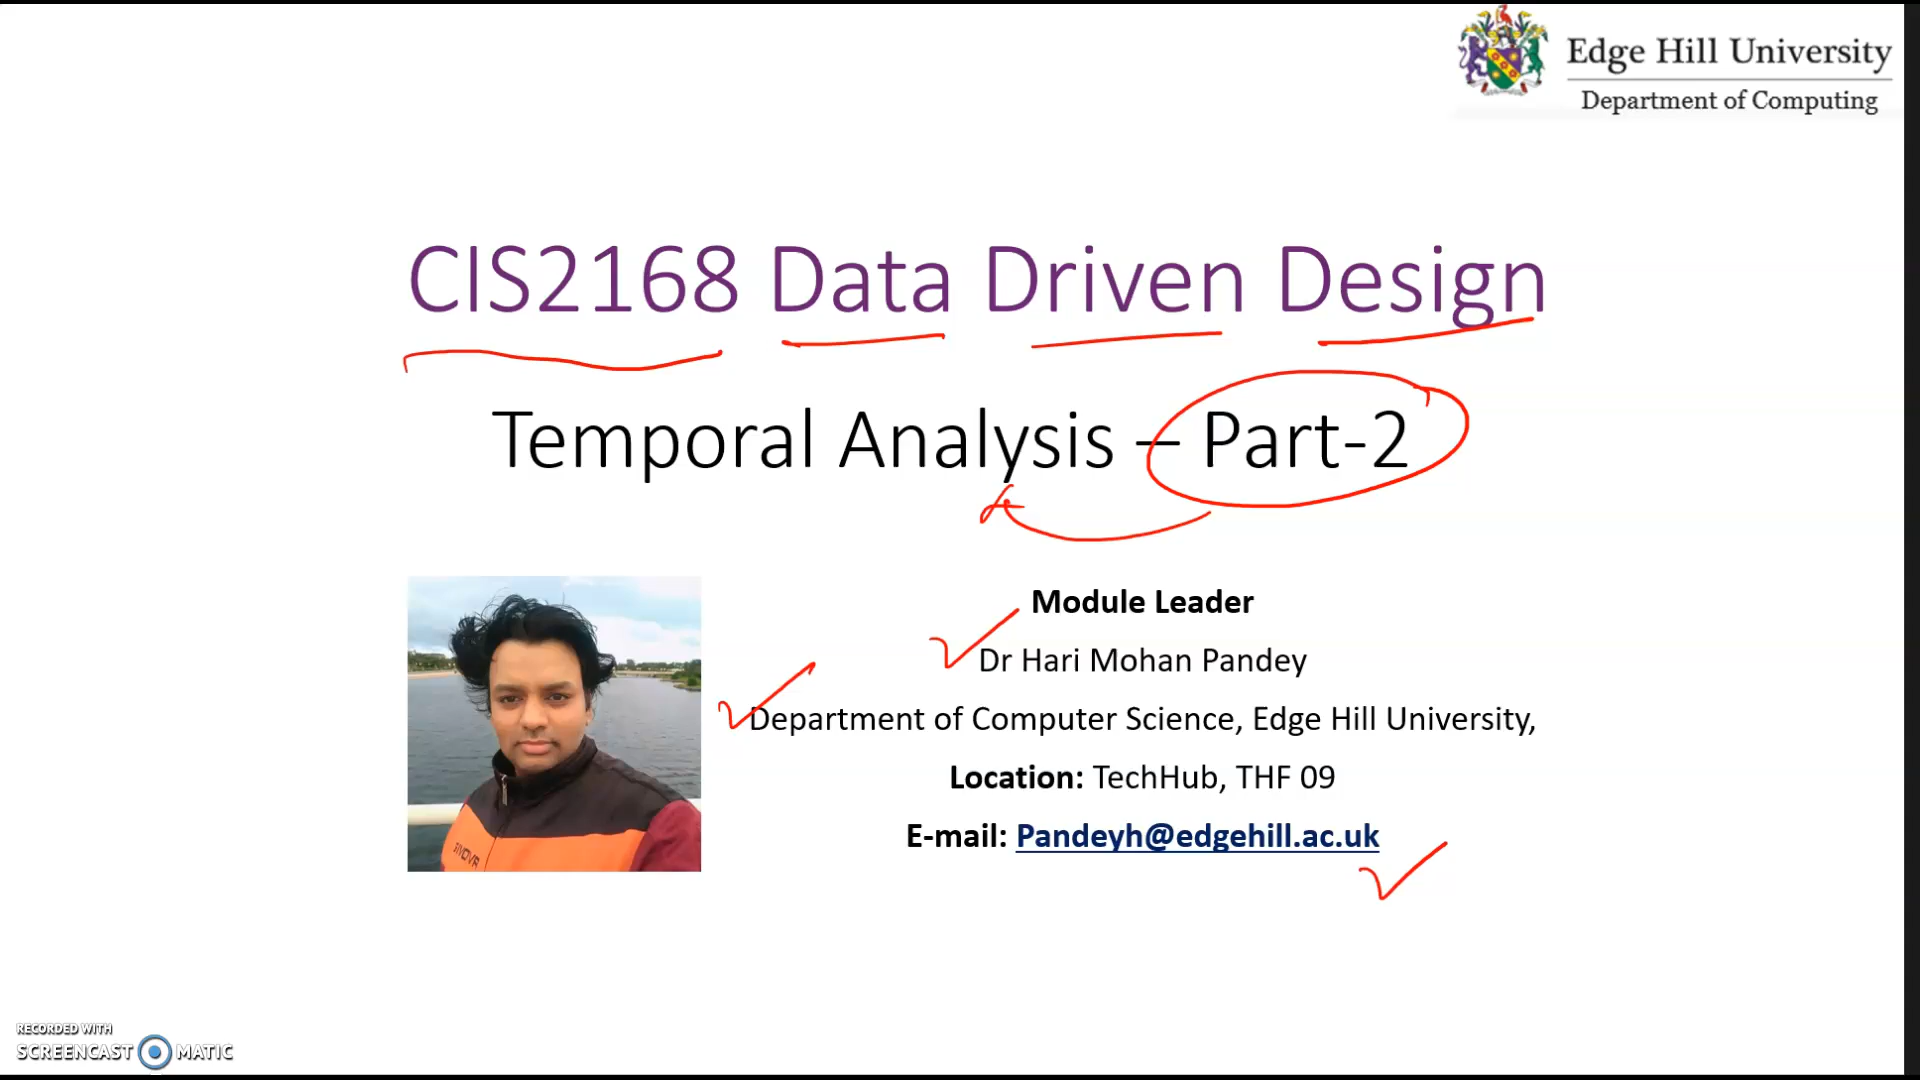 Edge Hill University
Department of Computing
CIS2168 Data Driven Design
Temporal Analysis – Part-2
Module Leader
Dr Hari Mohan Pandey
Department of Computer Science, Edge Hill University,
Location: TechHub, THF 09
E-mail: Pandeyh@edgehill.ac.uk
RECORDED WITH
SCREENCAST MATIC